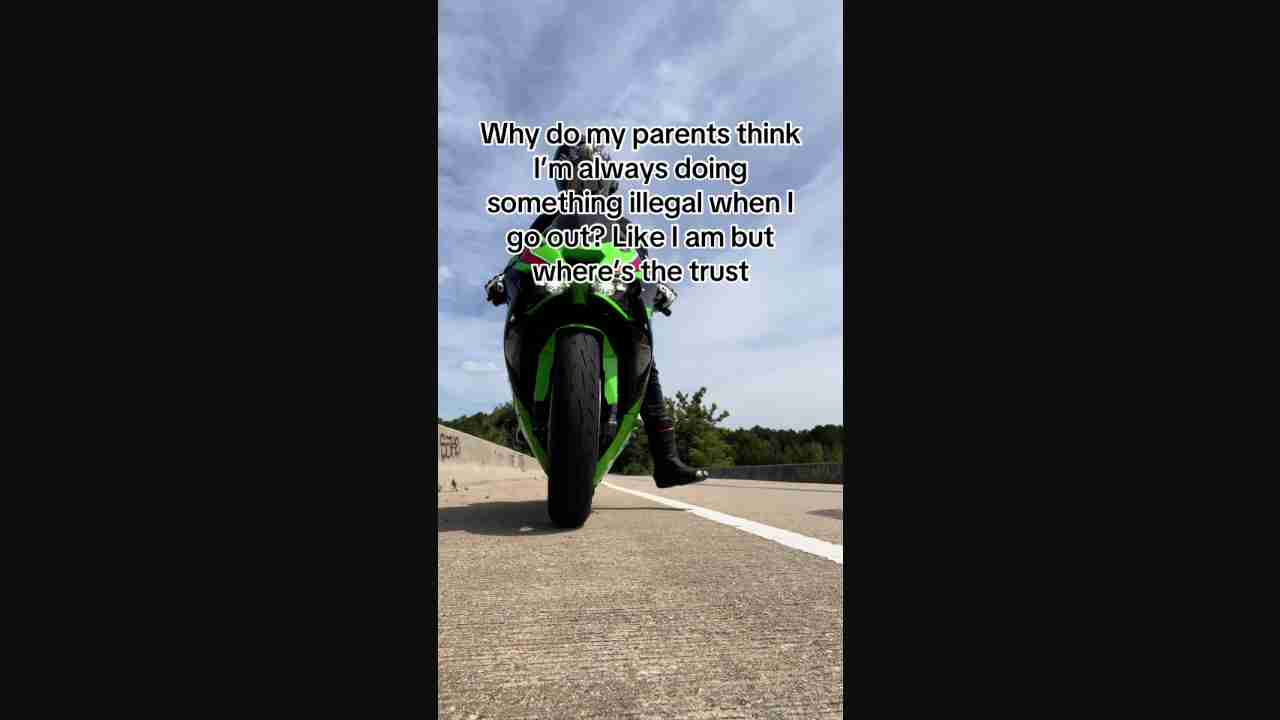 Why do my parents think
I'm always doing
something illegal when I
go out? Like I am but
where's the trust